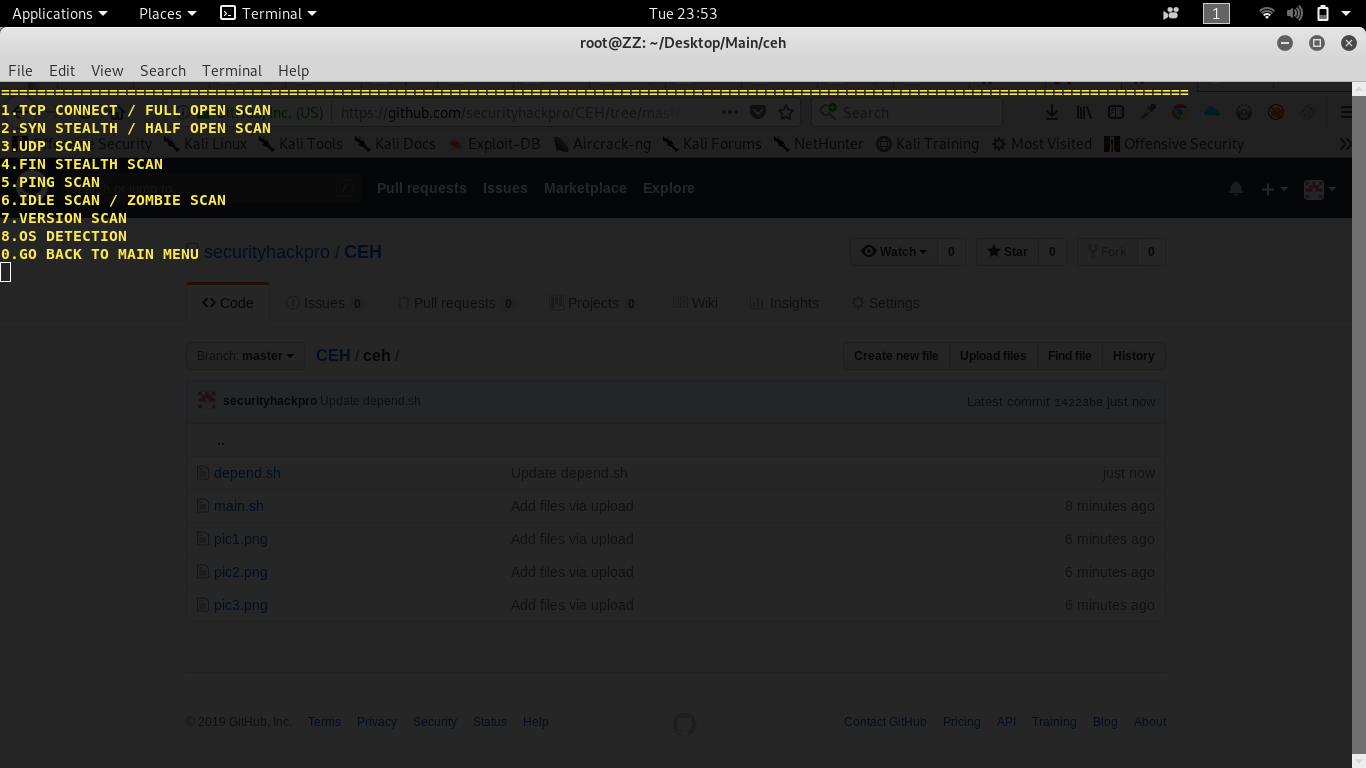 Applications Places Terminal Tue 23:53 1
root@ZZ: ~/Desktop/Main/ceh
File Edit View Search Terminal Help
====================================================================================================================================
1.TCP CONNECT / FULL OPEN SCAN
(US) https://github.com/securityhackpro/CEH/tree/mas Search
2.SYN STEALTH / HALF OPEN SCAN
3.UDP SCAN
Security Kali Linux Kali Tools Kali Docs Exploit-DB Aircrack-ng Kali Forums NetHunter Kali Training Most Visited Offensive Security
4.FIN STEALTH SCAN
5.PING SCAN
Pull requests Issues Marketplace Explore
6.IDLE SCAN / ZOMBIE SCAN
7.VERSION SCAN
8.OS DETECTION
0.GO BACK TO MAIN MENU
securityhackpro / CEH Watch 0 Star 0 Fork 0
Code Issues 0 Pull requests 0 Projects 0 Wiki Insights Settings
Branch: master CEH / ceh / Create new file Upload files Find file History
securityhackpro Update depend.sh Latest commit 14223b8 just now
..
depend.sh Update depend.sh just now
main.sh Add files via upload 8 minutes ago
pic1.png Add files via upload 6 minutes ago
pic2.png Add files via upload 6 minutes ago
pic3.png Add files via upload 6 minutes ago
© 2019 GitHub, Inc. Terms Privacy Security Status Help Contact GitHub Pricing API Training Blog About